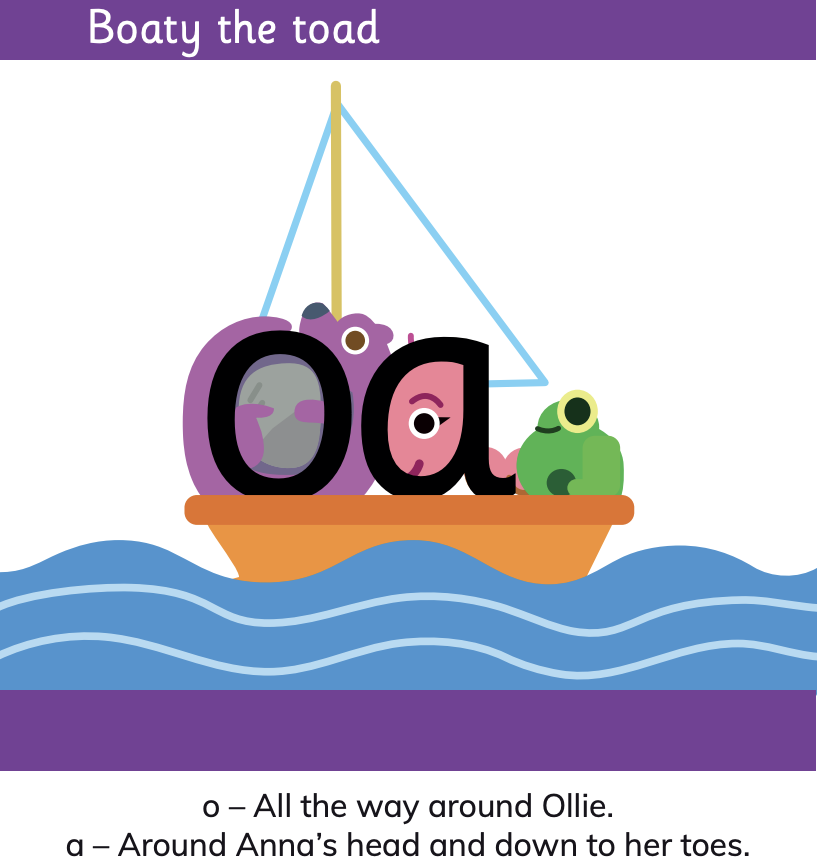 Boaty the toad
oa
o – All the way around Ollie.
a – Around Anna’s head and down to her toes.